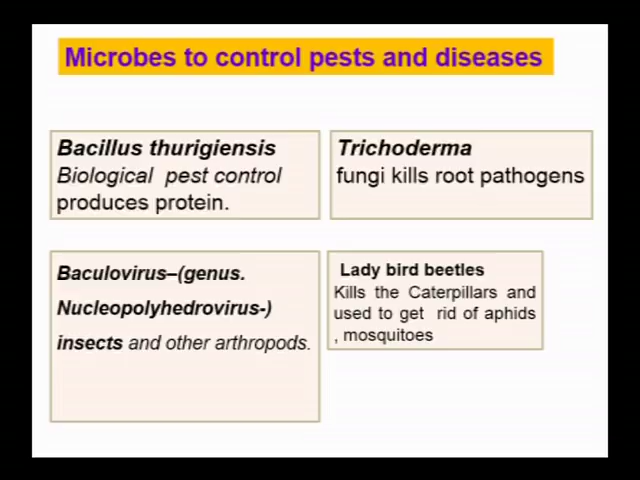 Microbes to control pests and diseases
Bacillus thurigiensis
Biological pest control
produces protein.
Trichoderma
fungi kills root pathogens
Baculovirus–(genus.
Nucleopolyhedrovirus-)
insects and other arthropods.
Lady bird beetles
Kills the Caterpillars and
used to get rid of aphids
, mosquitoes